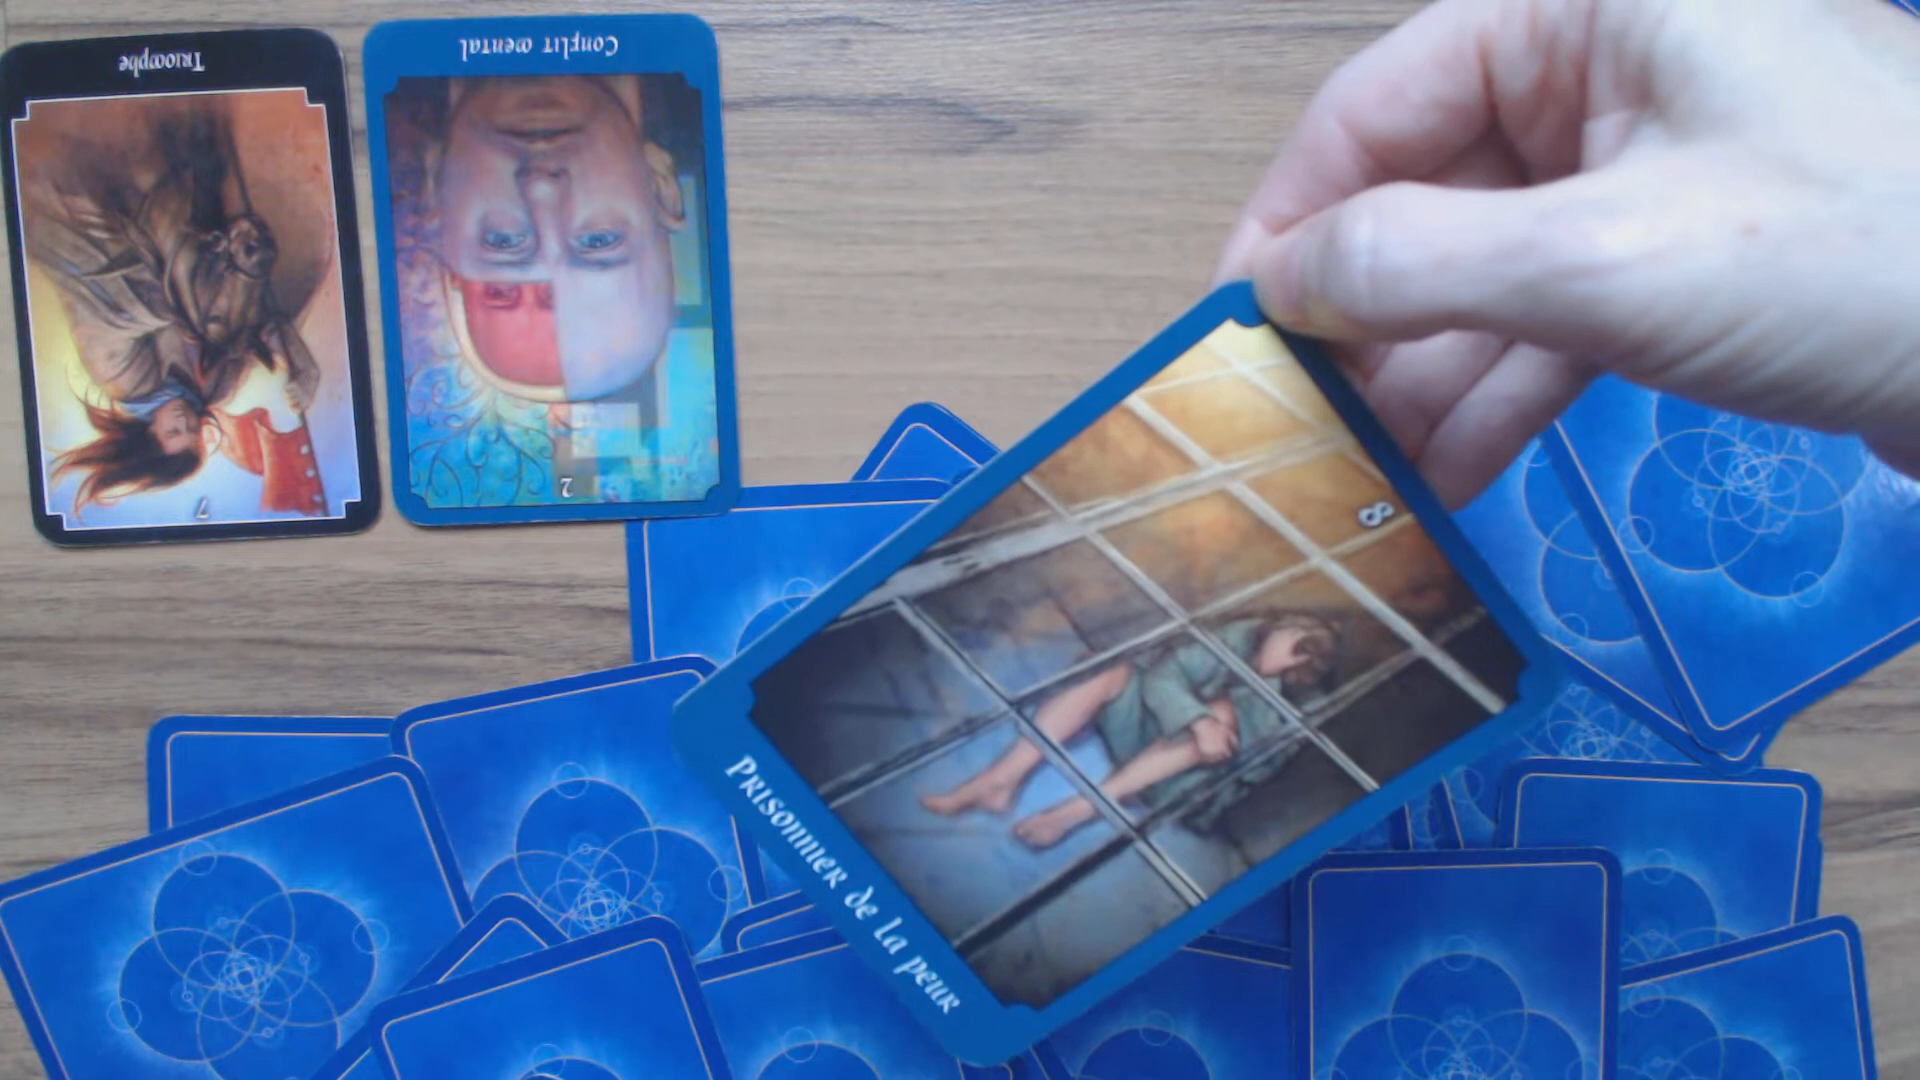 Triomphe
7
Conflit mental
2
8
Prisonnier de la peur